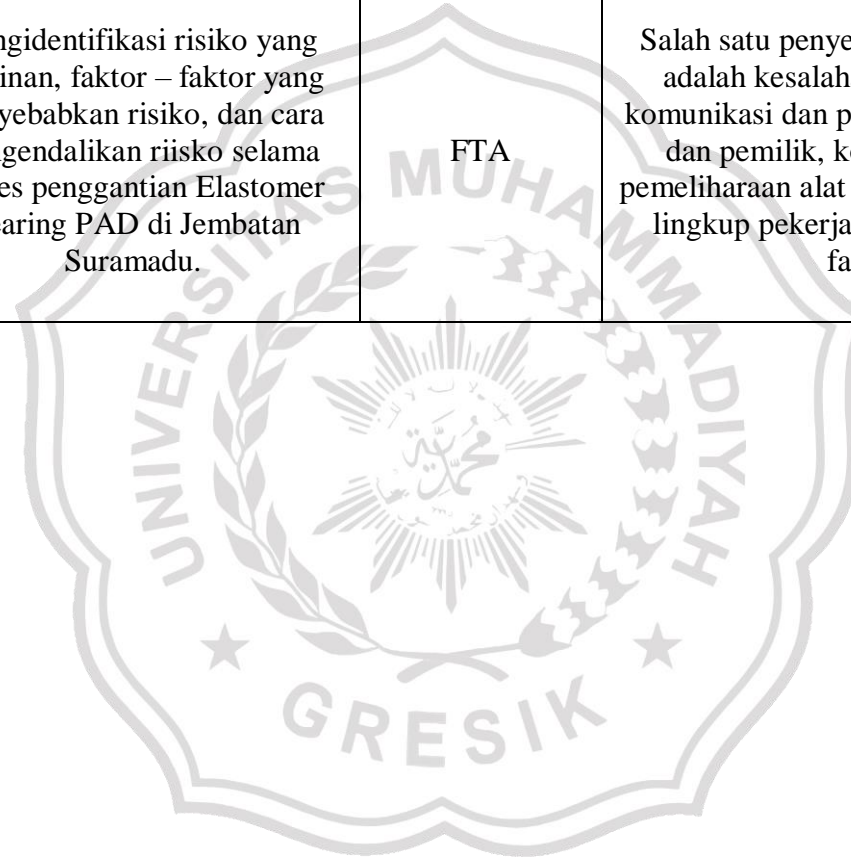 ngidentifikasi risiko yang
inan, faktor – faktor yang
yebabkan risiko, dan cara
ngendalikan riisko selama
es penggantian Elastomer
earing PAD di Jembatan
Suramadu.
FTA
Salah satu penye
adalah kesalah
komunikasi dan p
dan pemilik, k
pemeliharaan alat
lingkup pekerja
fa
UNIVERSITAS MUHAMMADIYAH
GRESIK